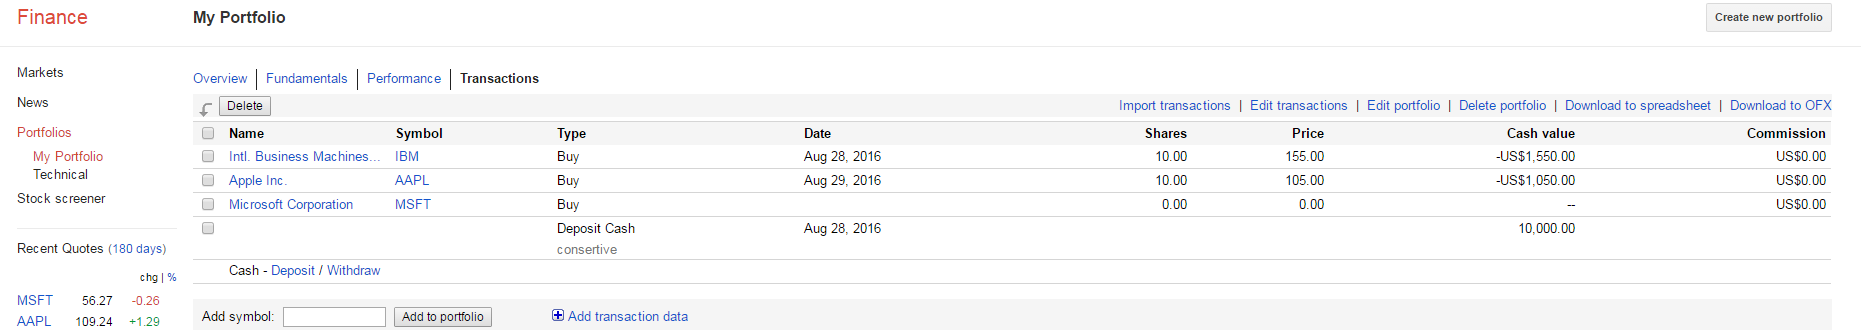 Finance
My Portfolio
Create new portfolio
Markets
News
Portfolios
My Portfolio
Technical
Stock screener
Recent Quotes (180 days)
chg | %
MSFT 56.27 -0.26
AAPL 109.24 +1.29
Overview | Fundamentals | Performance | Transactions
Delete
Import transactions | Edit transactions | Edit portfolio | Delete portfolio | Download to spreadsheet | Download to OFX
Name Symbol Type Date Shares Price Cash value Commission
Intl. Business Machines... IBM Buy Aug 28, 2016 10.00 155.00 -US$1,550.00 US$0.00
Apple Inc. AAPL Buy Aug 29, 2016 10.00 105.00 -US$1,050.00 US$0.00
Microsoft Corporation MSFT Buy 0.00 0.00 -- US$0.00
Deposit Cash Aug 28, 2016 10,000.00
consertive
Cash - Deposit / Withdraw
Add symbol: Add to portfolio Add transaction data